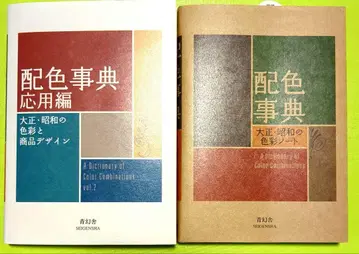 配色事典
応用編
大正・昭和の
色彩と
商品デザイン
A Dictionary of
Color Combinations
vol.2
青幻舎
SEIGENSHA
配色
事典
大正・昭和の
色彩ノート
A Dictionary of
Color Combinations
青幻舎
SEIGENSHA